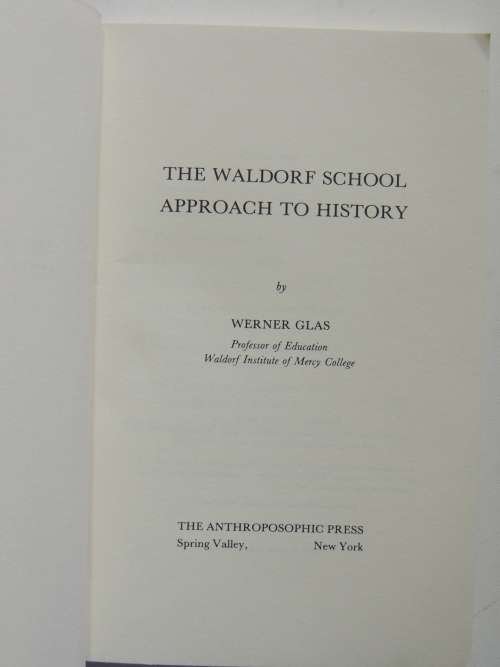 THE WALDORF SCHOOL
APPROACH TO HISTORY
by
WERNER GLAS
Professor of Education
Waldorf Institute of Mercy College
THE ANTHROPOSOPHIC PRESS
Spring Valley, New York